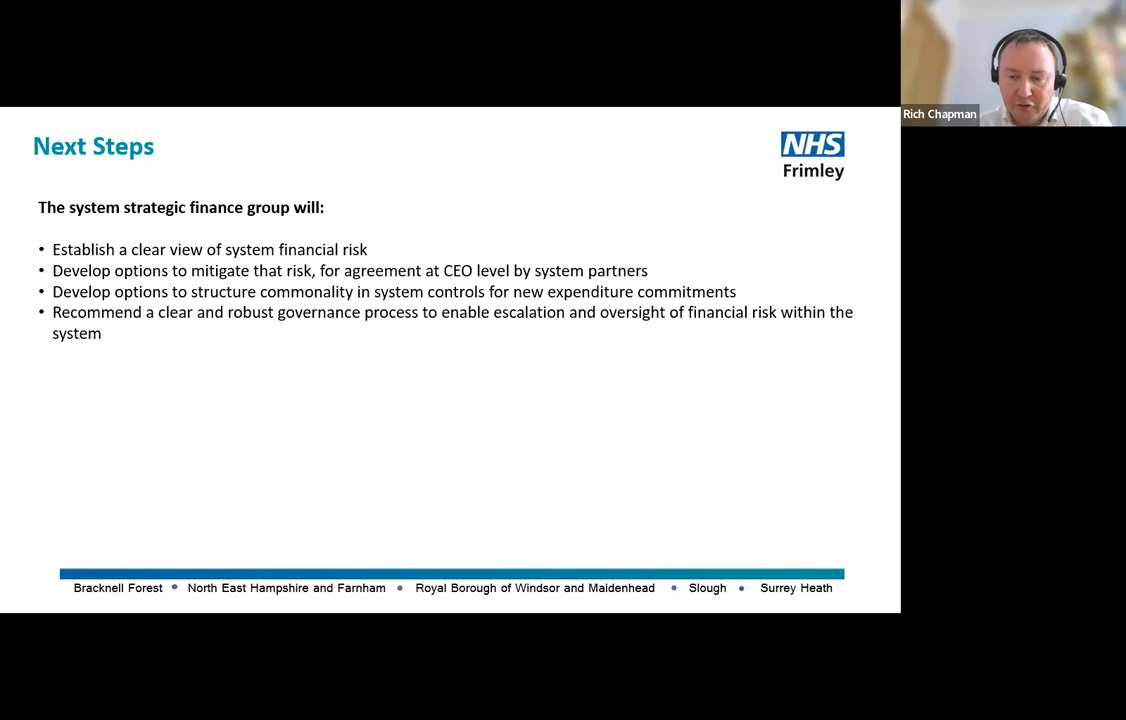 Rich Chapman
Next Steps
NHS
Frimley
The system strategic finance group will:
• Establish a clear view of system financial risk
• Develop options to mitigate that risk, for agreement at CEO level by system partners
• Develop options to structure commonality in system controls for new expenditure commitments
• Recommend a clear and robust governance process to enable escalation and oversight of financial risk within the
system
Bracknell Forest • North East Hampshire and Farnham • Royal Borough of Windsor and Maidenhead • Slough • Surrey Heath